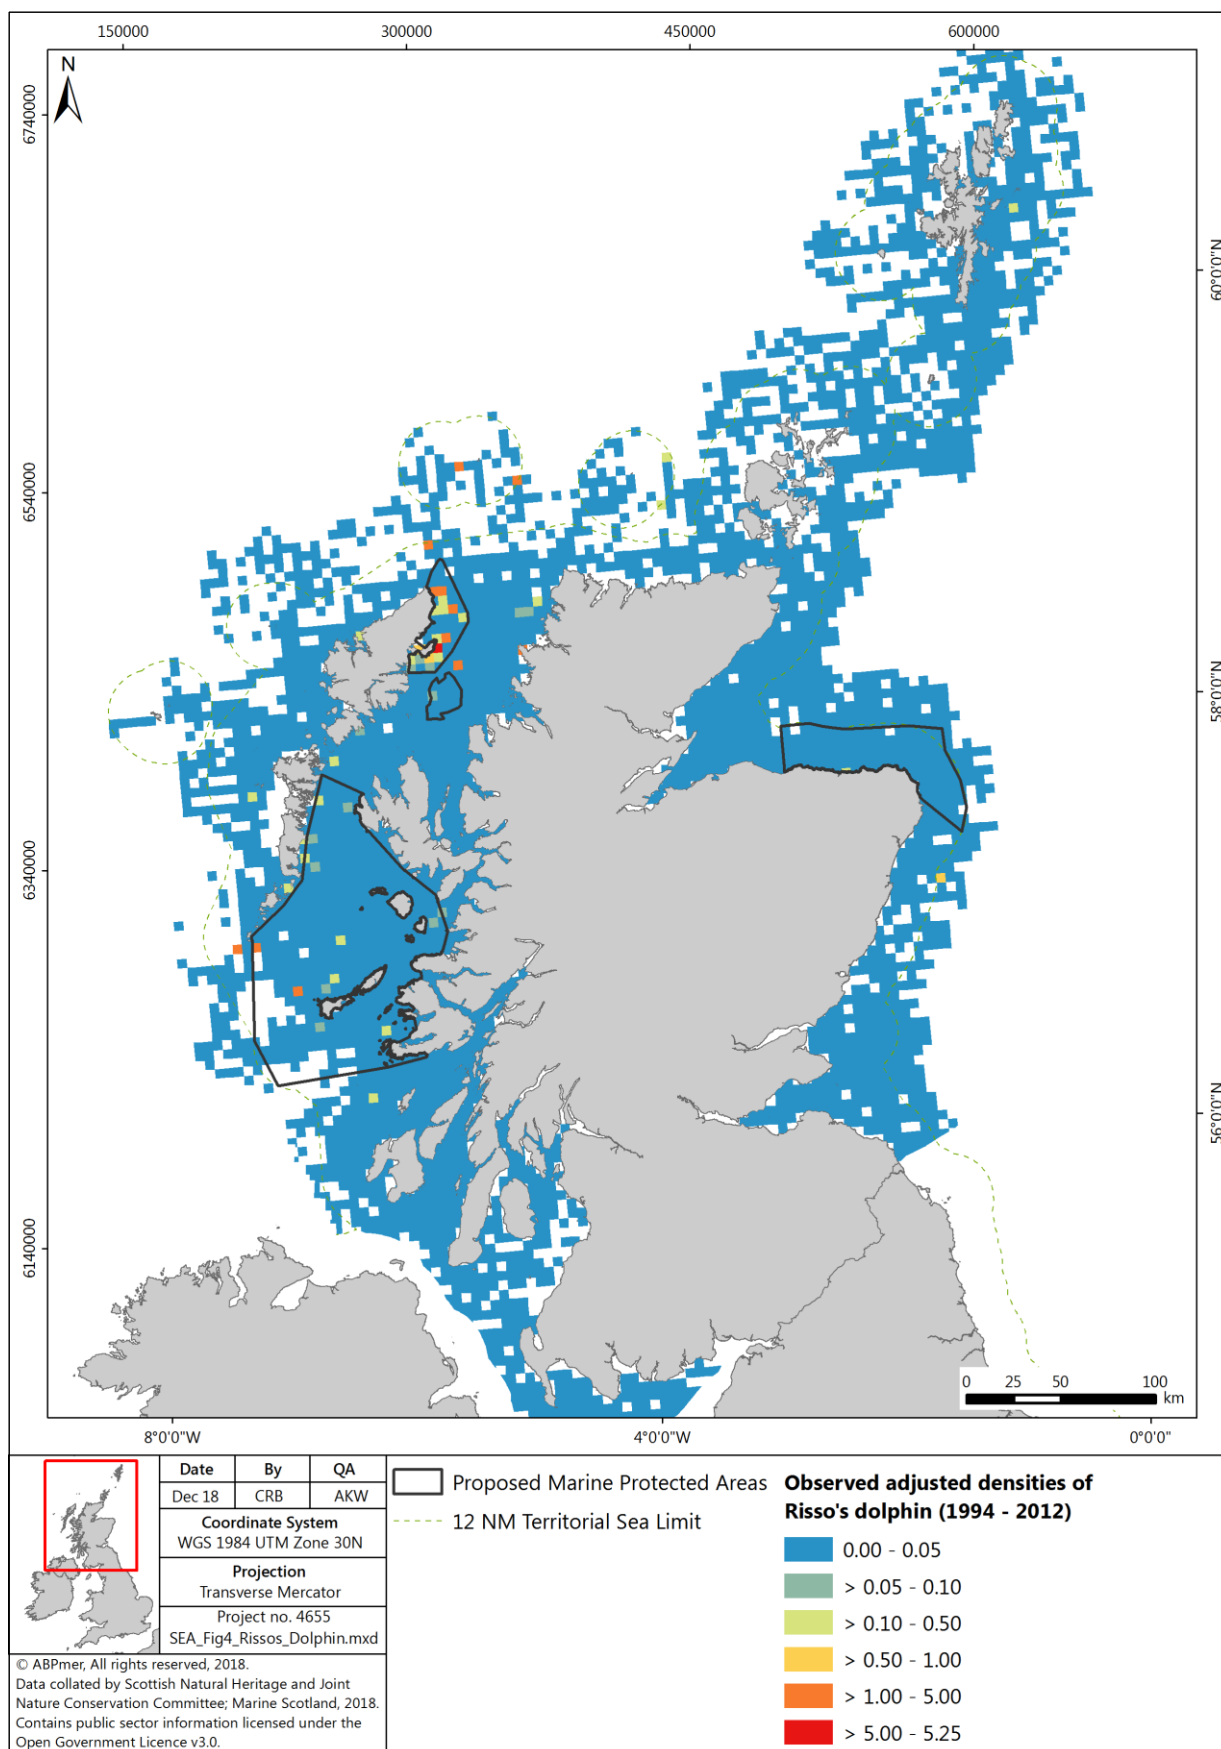 150000 300000 450000 600000
N
6740000
60°0'0"N
6540000
58°0'0"N
6340000
56°0'0"N
6140000
0 25 50 100
km
8°0'0"W 4°0'0"W 0°0'0"
Date By QA
Dec 18 CRB AKW
Coordinate System
WGS 1984 UTM Zone 30N
Projection
Transverse Mercator
Project no. 4655
SEA_Fig4_Rissos_Dolphin.mxd
© ABPmer, All rights reserved, 2018.
Data collated by Scottish Natural Heritage and Joint
Nature Conservation Committee; Marine Scotland, 2018.
Contains public sector information licensed under the
Open Government Licence v3.0.
Proposed Marine Protected Areas
12 NM Territorial Sea Limit
Observed adjusted densities of
Risso's dolphin (1994 - 2012)
0.00 - 0.05
> 0.05 - 0.10
> 0.10 - 0.50
> 0.50 - 1.00
> 1.00 - 5.00
> 5.00 - 5.25